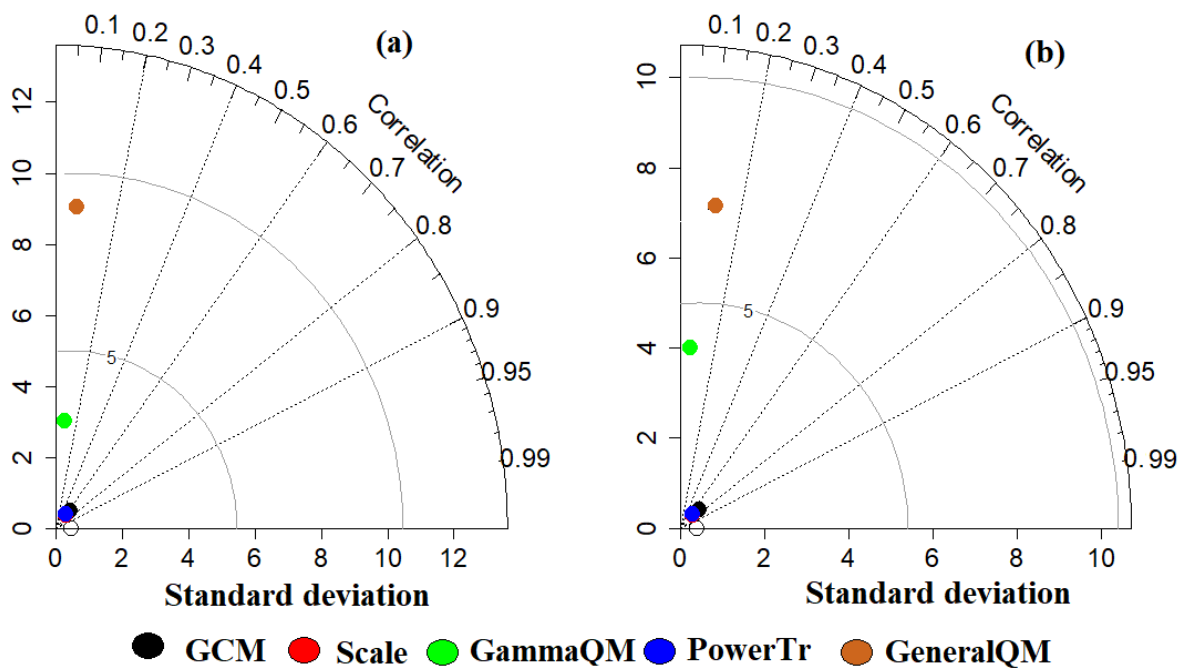 (a)
0.1 0.2 0.3 0.4 0.5 0.6 0.7 0.8 0.9 0.95 0.99
Correlation
12
10
8
6
4
2
0
5
0 2 4 6 8 10 12
Standard deviation
(b)
0.1 0.2 0.3 0.4 0.5 0.6 0.7 0.8 0.9 0.95 0.99
Correlation
10
8
6
4
2
0
5
0 2 4 6 8 10
Standard deviation
GCM Scale GammaQM PowerTr GeneralQM